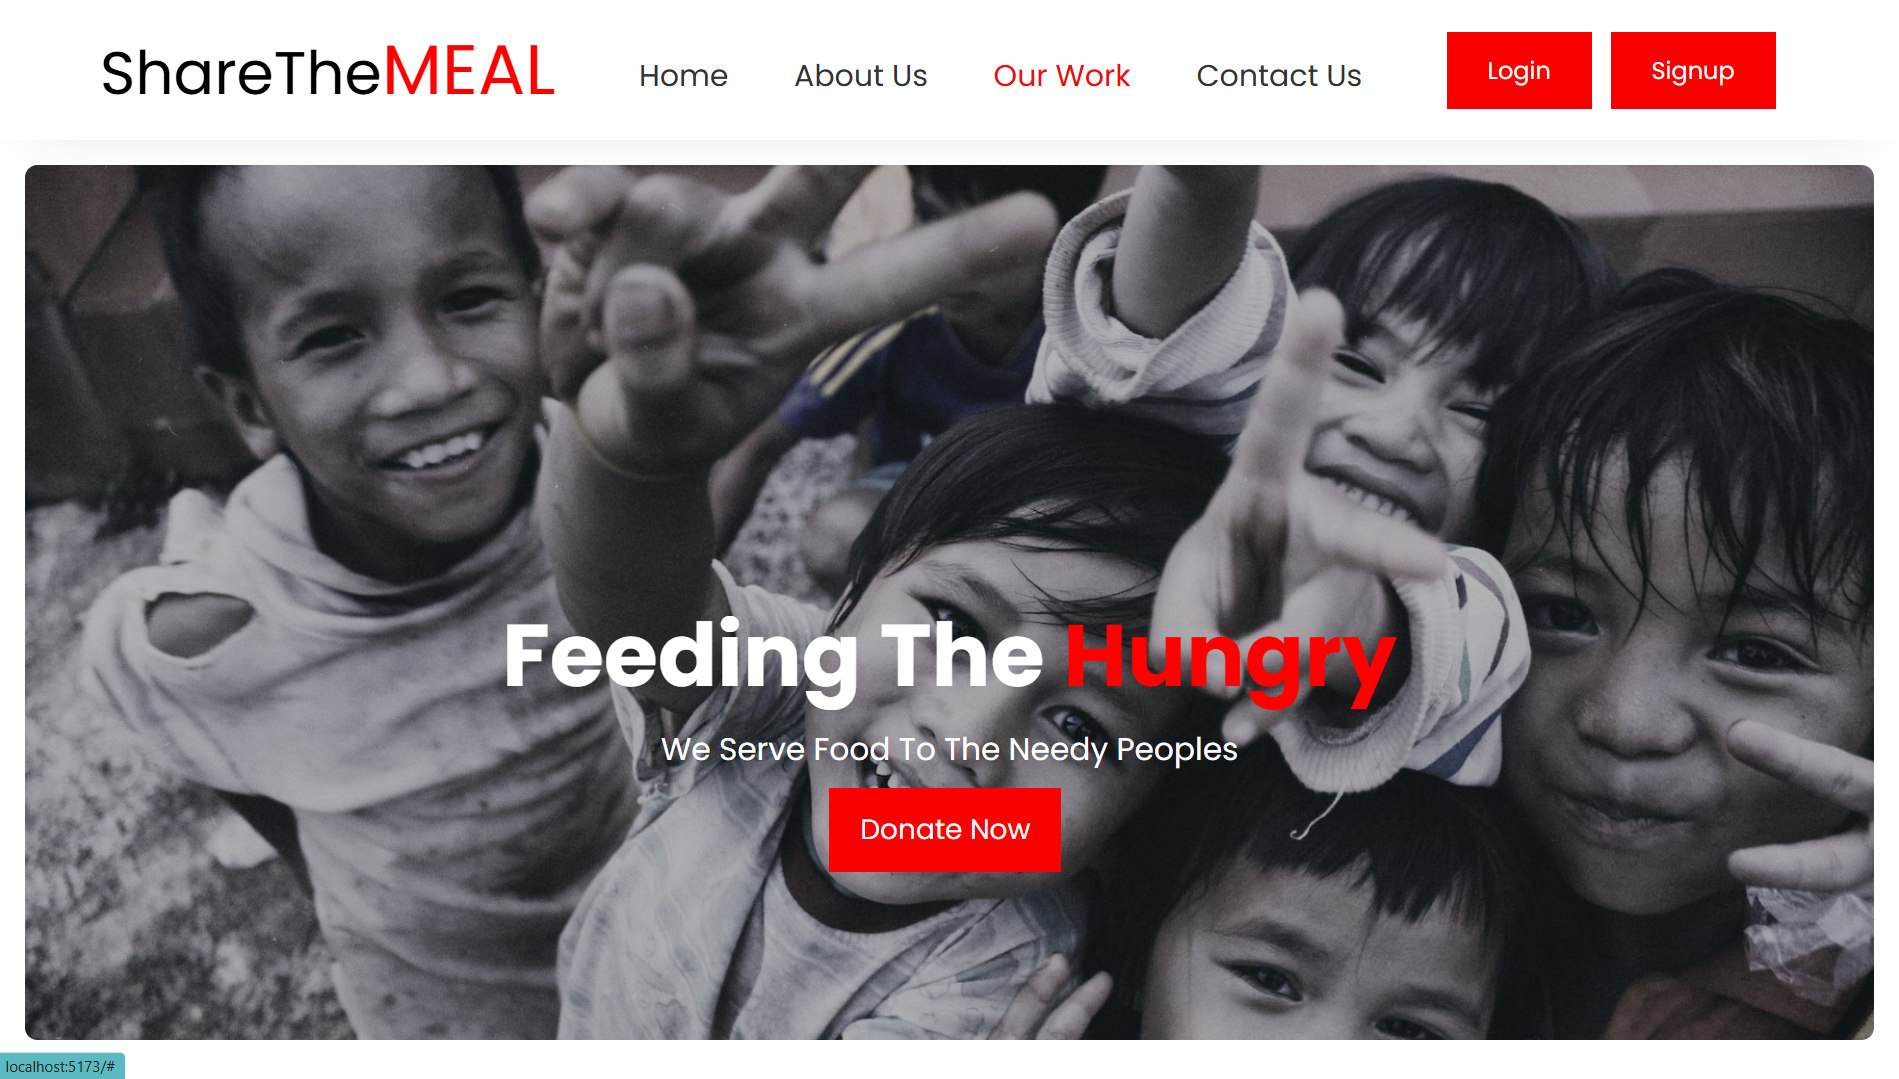 ShareTheMEAL
Home About Us Our Work Contact Us Login Signup
Feeding The Hungry
We Serve Food To The Needy Peoples
Donate Now
localhost:5173/#